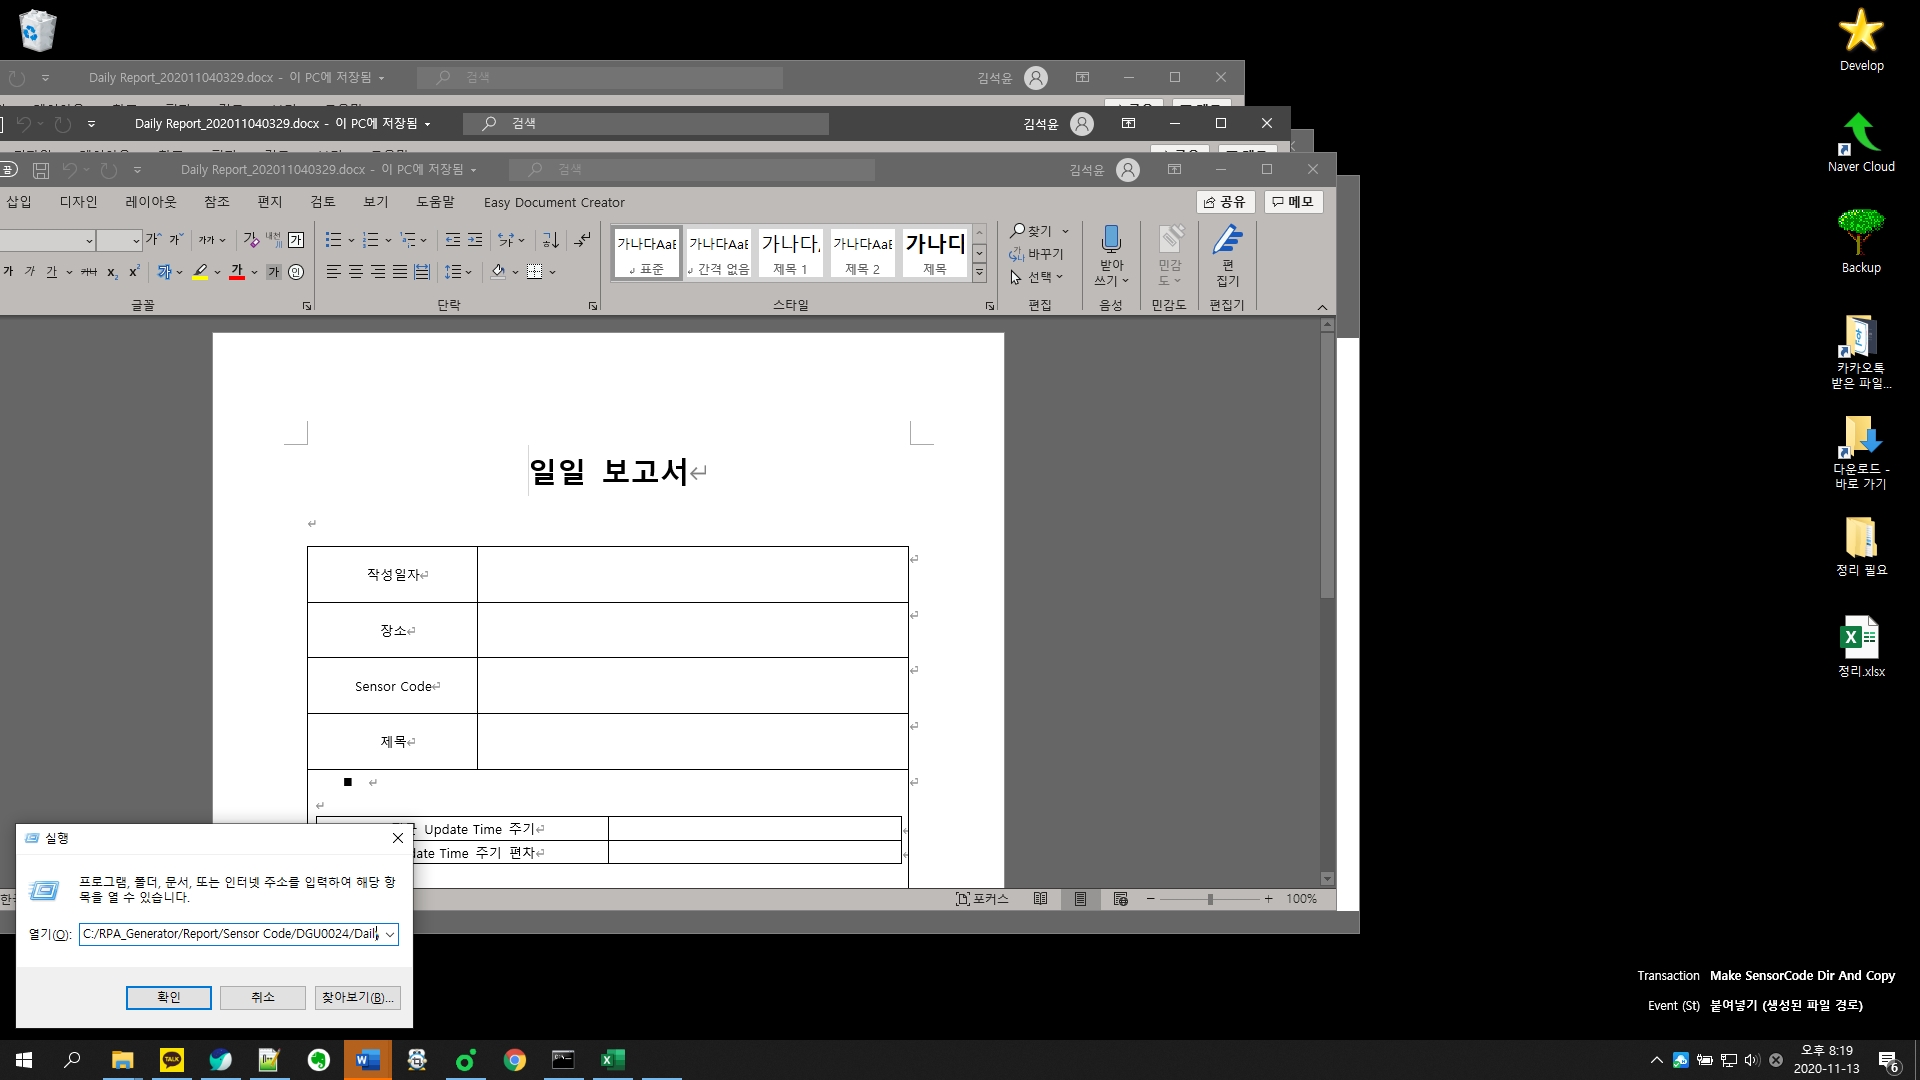 Daily Report_202011040329.docx - 이 PC에 저장됨
검색
김석윤
Daily Report_202011040329.docx - 이 PC에 저장됨
검색
김석윤
Daily Report_202011040329.docx - 이 PC에 저장됨
검색
김석윤
삽입 디자인 레이아웃 참조 편지 검토 보기 도움말 Easy Document Creator
공유
메모
가나다AaE 가나다AaE 가나다, 가나다AaE 가나다
표준 간격 없음 제목 1 제목 2 제목
찾기
바꾸기
선택
받아쓰기
민감도
편집기
글꼴 단락 스타일 편집 음성 민감도 편집기
일일 보고서
작성일자
장소
Sensor Code
제목
Update Time 주기
date Time 주기 편차
포커스
100%
실행
프로그램, 폴더, 문서, 또는 인터넷 주소를 입력하여 해당 항
목을 열 수 있습니다.
열기(O): C:/RPA_Generator/Report/Sensor Code/DGU0024/Dail
확인 취소 찾아보기(B)...
Develop
Naver Cloud
Backup
카카오톡
받은 파일...
다운로드 -
바로 가기
정리 필요
정리.xlsx
Transaction Make SensorCode Dir And Copy
Event (St) 붙여넣기 (생성된 파일 경로)
TALK
오후 8:19
2020-11-13
6